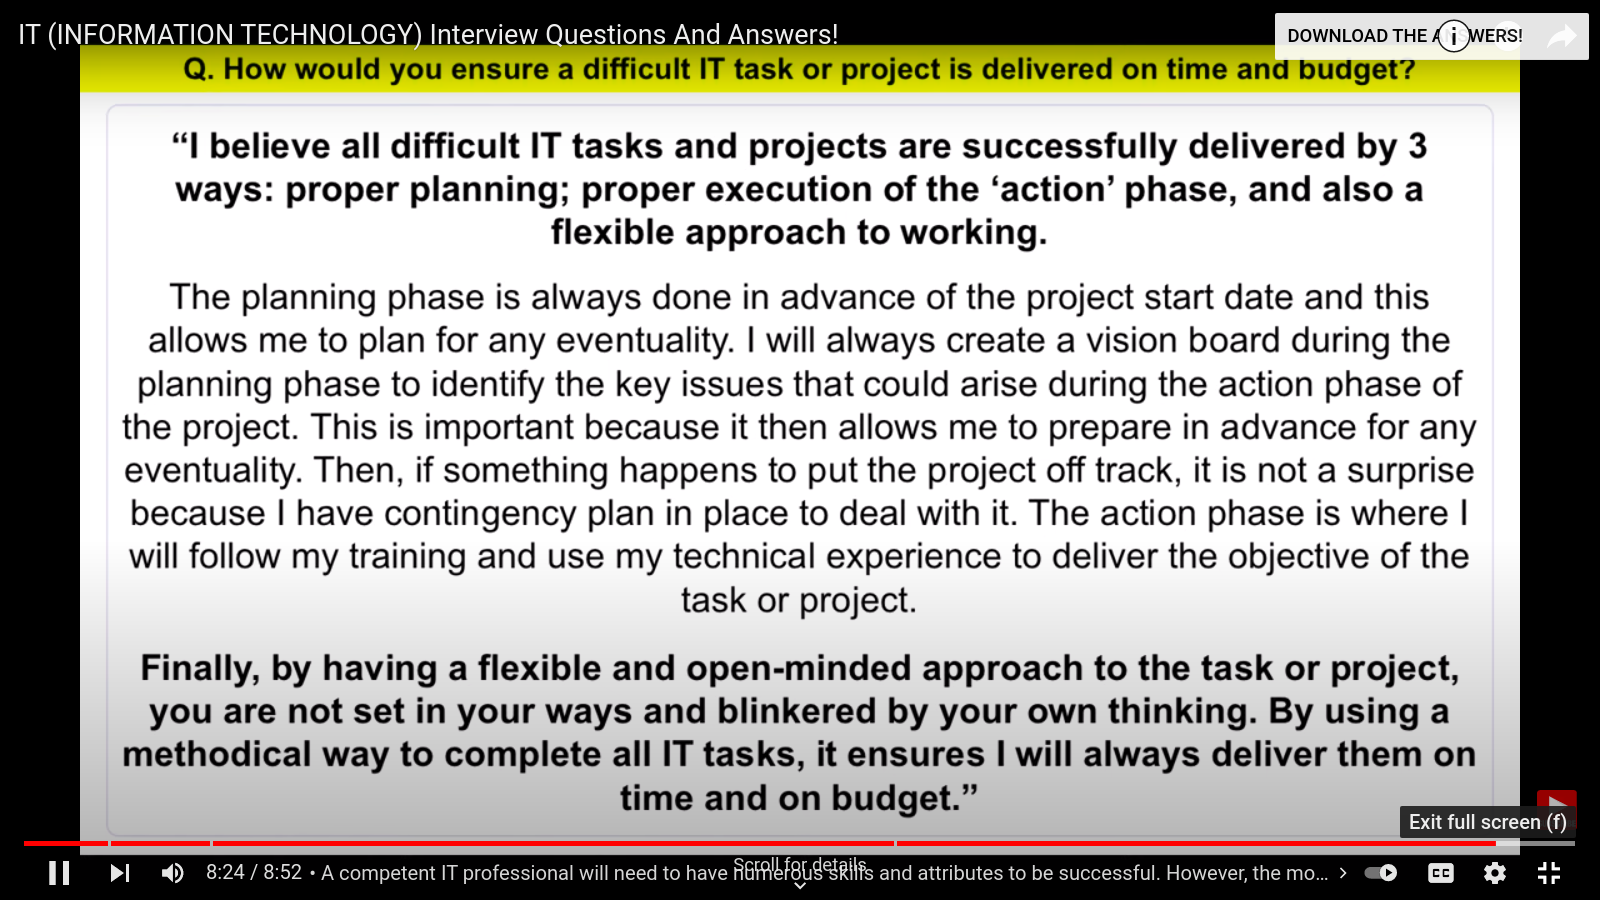 IT (INFORMATION TECHNOLOGY) Interview Questions And Answers!
DOWNLOAD THE ANSWERS!
Q. How would you ensure a difficult IT task or project is delivered on time and budget?
“I believe all difficult IT tasks and projects are successfully delivered by 3
ways: proper planning; proper execution of the ‘action’ phase, and also a
flexible approach to working.
The planning phase is always done in advance of the project start date and this
allows me to plan for any eventuality. I will always create a vision board during the
planning phase to identify the key issues that could arise during the action phase of
the project. This is important because it then allows me to prepare in advance for any
eventuality. Then, if something happens to put the project off track, it is not a surprise
because I have contingency plan in place to deal with it. The action phase is where I
will follow my training and use my technical experience to deliver the objective of the
task or project.
Finally, by having a flexible and open-minded approach to the task or project,
you are not set in your ways and blinkered by your own thinking. By using a
methodical way to complete all IT tasks, it ensures I will always deliver them on
time and on budget.”
Exit full screen (f)
Scroll for details
8:24 / 8:52 • A competent IT professional will need to have numerous skills and attributes to be successful. However, the mo...
CC